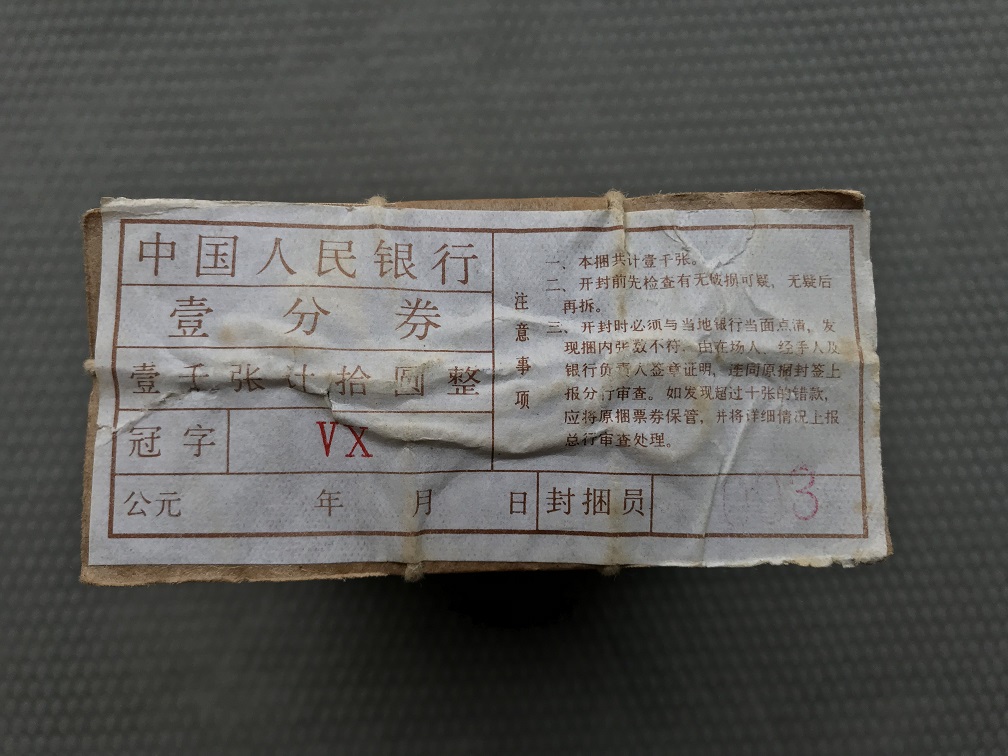 中国人民银行
壹分券
壹千张计拾圆整
冠字 VX
公元 年 月 日 封捆员 3
注意事项
一、本捆共计壹千张。
二、开封前先检查有无破损可疑，无疑后
再拆。
三、开封时必须与当地银行当面点清，发
现捆内张数不符，由在场人、经手人及
银行负责人签章证明，连同原捆封签上
报分行审查。如发现超过十张的错款，
应将原捆票券保管，并将详细情况上报
总行审查处理。